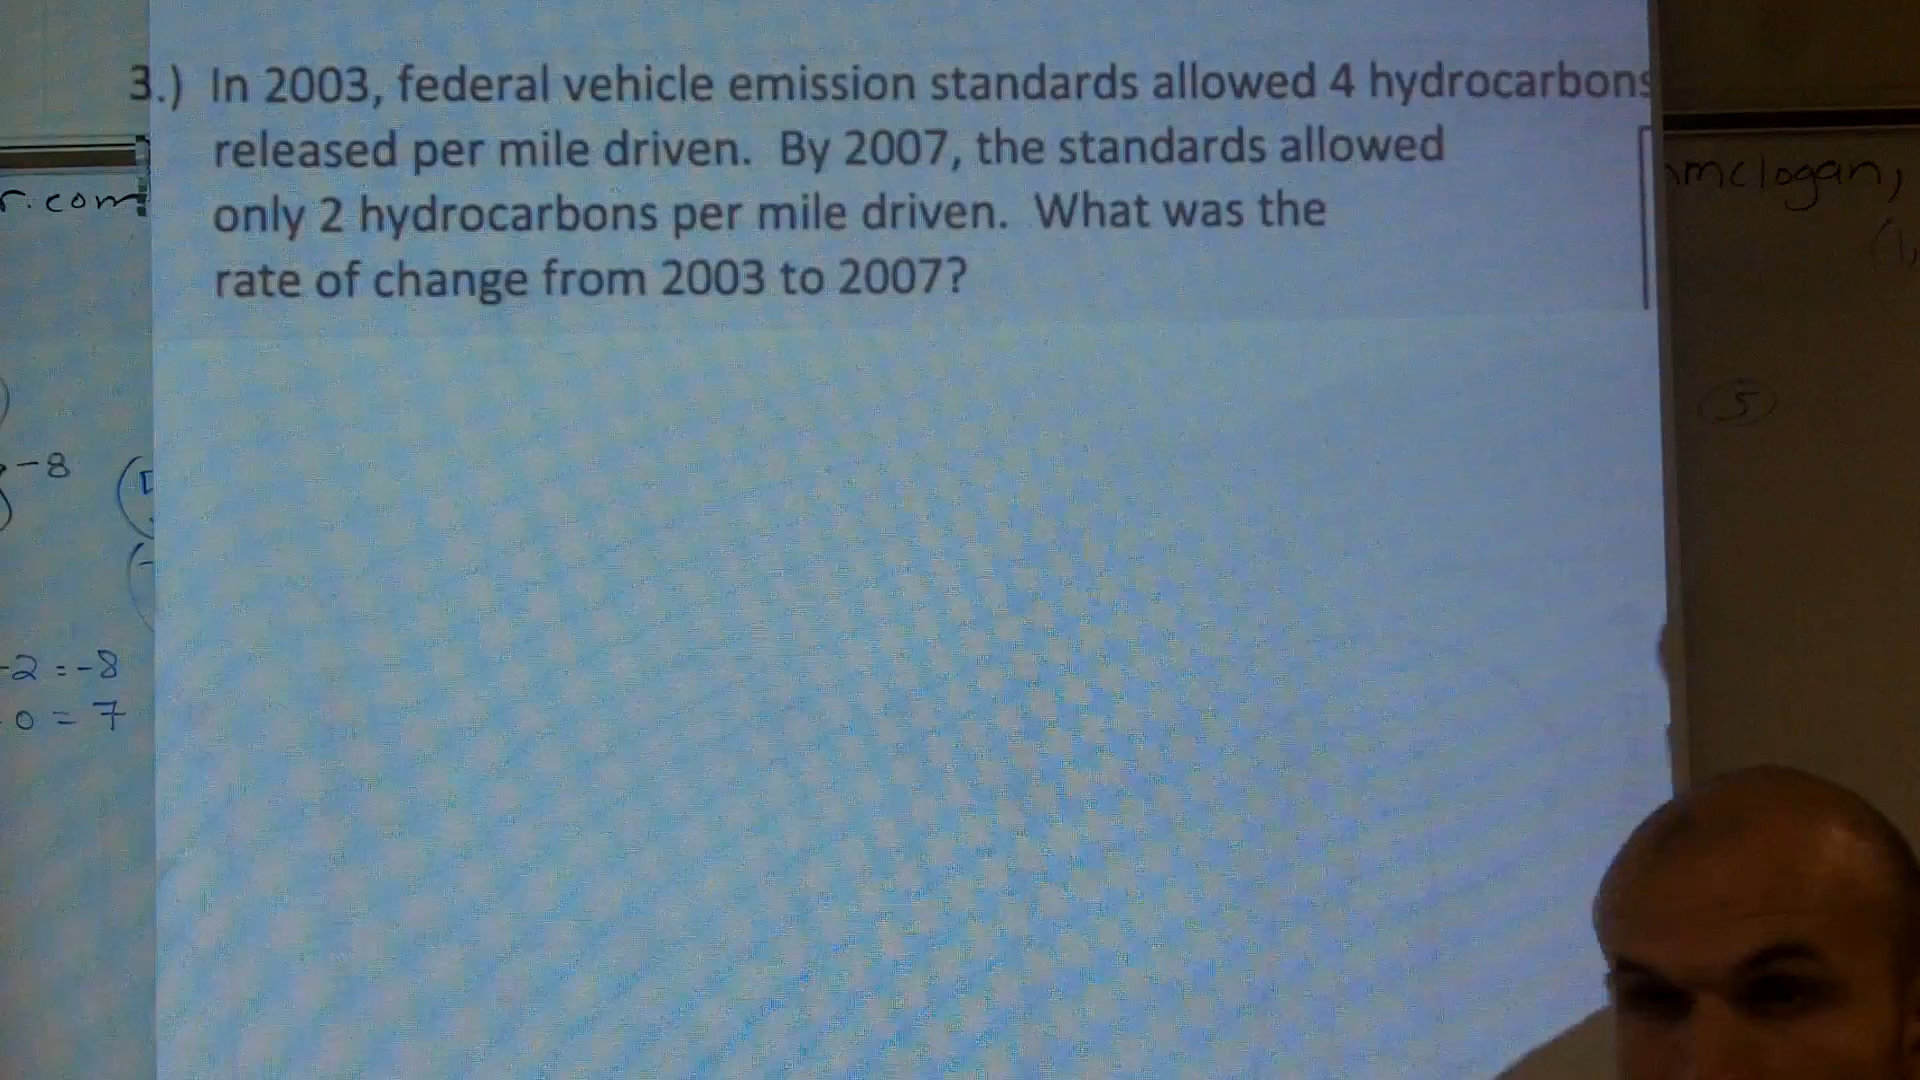 3.) In 2003, federal vehicle emission standards allowed 4 hydrocarbons
released per mile driven. By 2007, the standards allowed
only 2 hydrocarbons per mile driven. What was the
rate of change from 2003 to 2007?
r.com
mclogan,
5
-8
-2 = -8
0 = 7